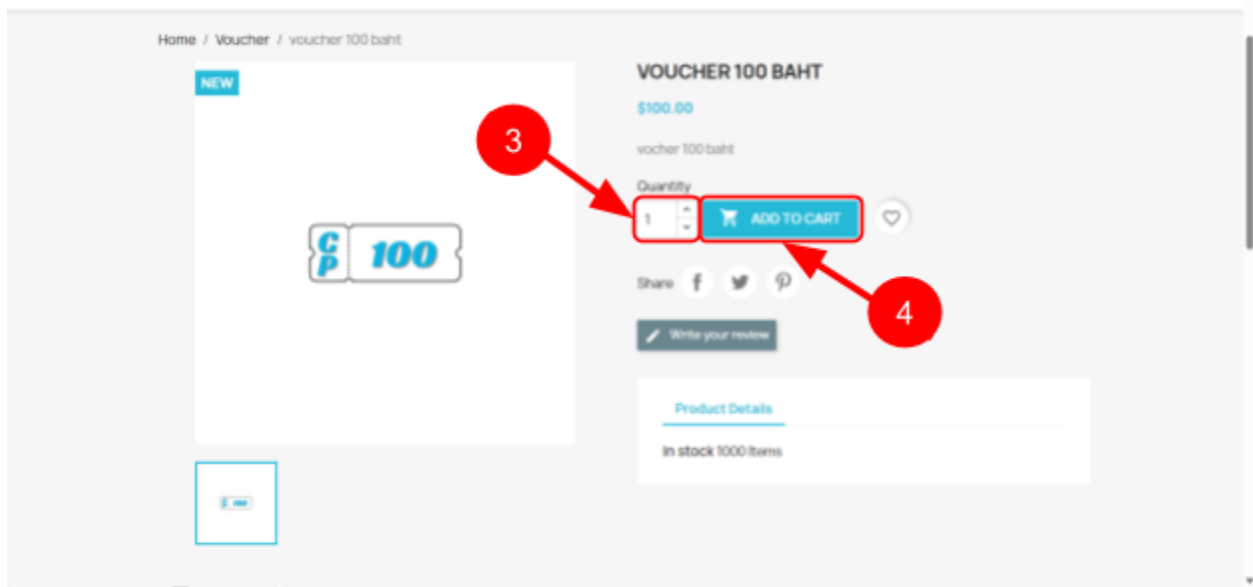 Home / Voucher / voucher 100 baht
NEW
CP 100
VOUCHER 100 BAHT
$100.00
3
vocher 100 baht
Quantity
1
ADD TO CART
Share
4
Write your review
Product Details
In stock 1000 Items